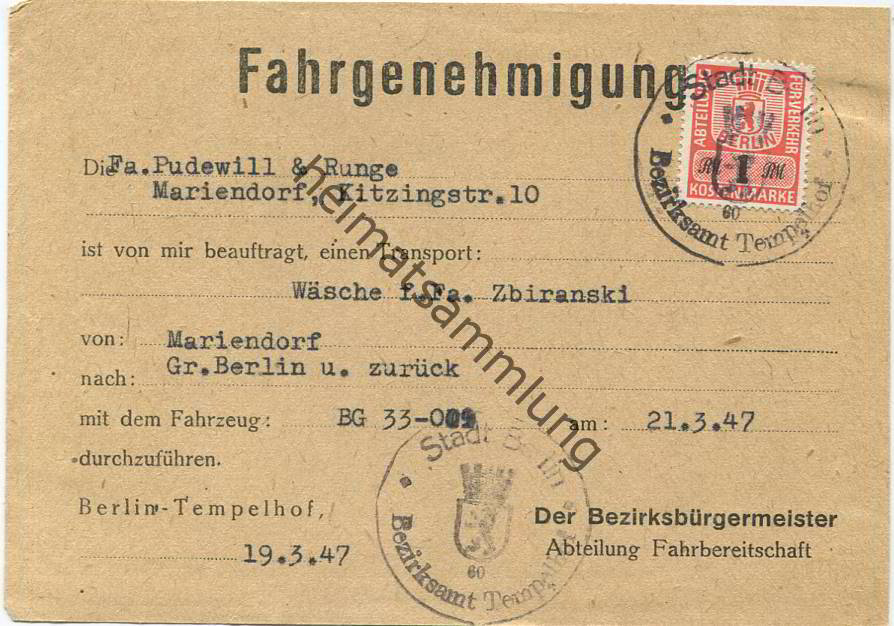 Fahrgenehmigung
Stadt Berlin
Bezirksamt Tempelhof
60
ABTEILUNG FÜR VERKEHR
BERLIN
RM 1 RM
KOSTENMARKE
Die Fa.Pudewill & Runge
Mariendorf, Kitzingstr.10
ist von mir beauftragt, einen Transport:
Wäsche f.Fa. Zbiranski
von: Mariendorf
nach: Gr.Berlin u. zurück
mit dem Fahrzeug: BG 33-0 am: 21.3.47
durchzuführen.
Berlin-Tempelhof,
19.3.47
Der Bezirksbürgermeister
Abteilung Fahrbereitschaft
Stadt Berlin
60
Bezirksamt Tempelhof
heimatsammlung